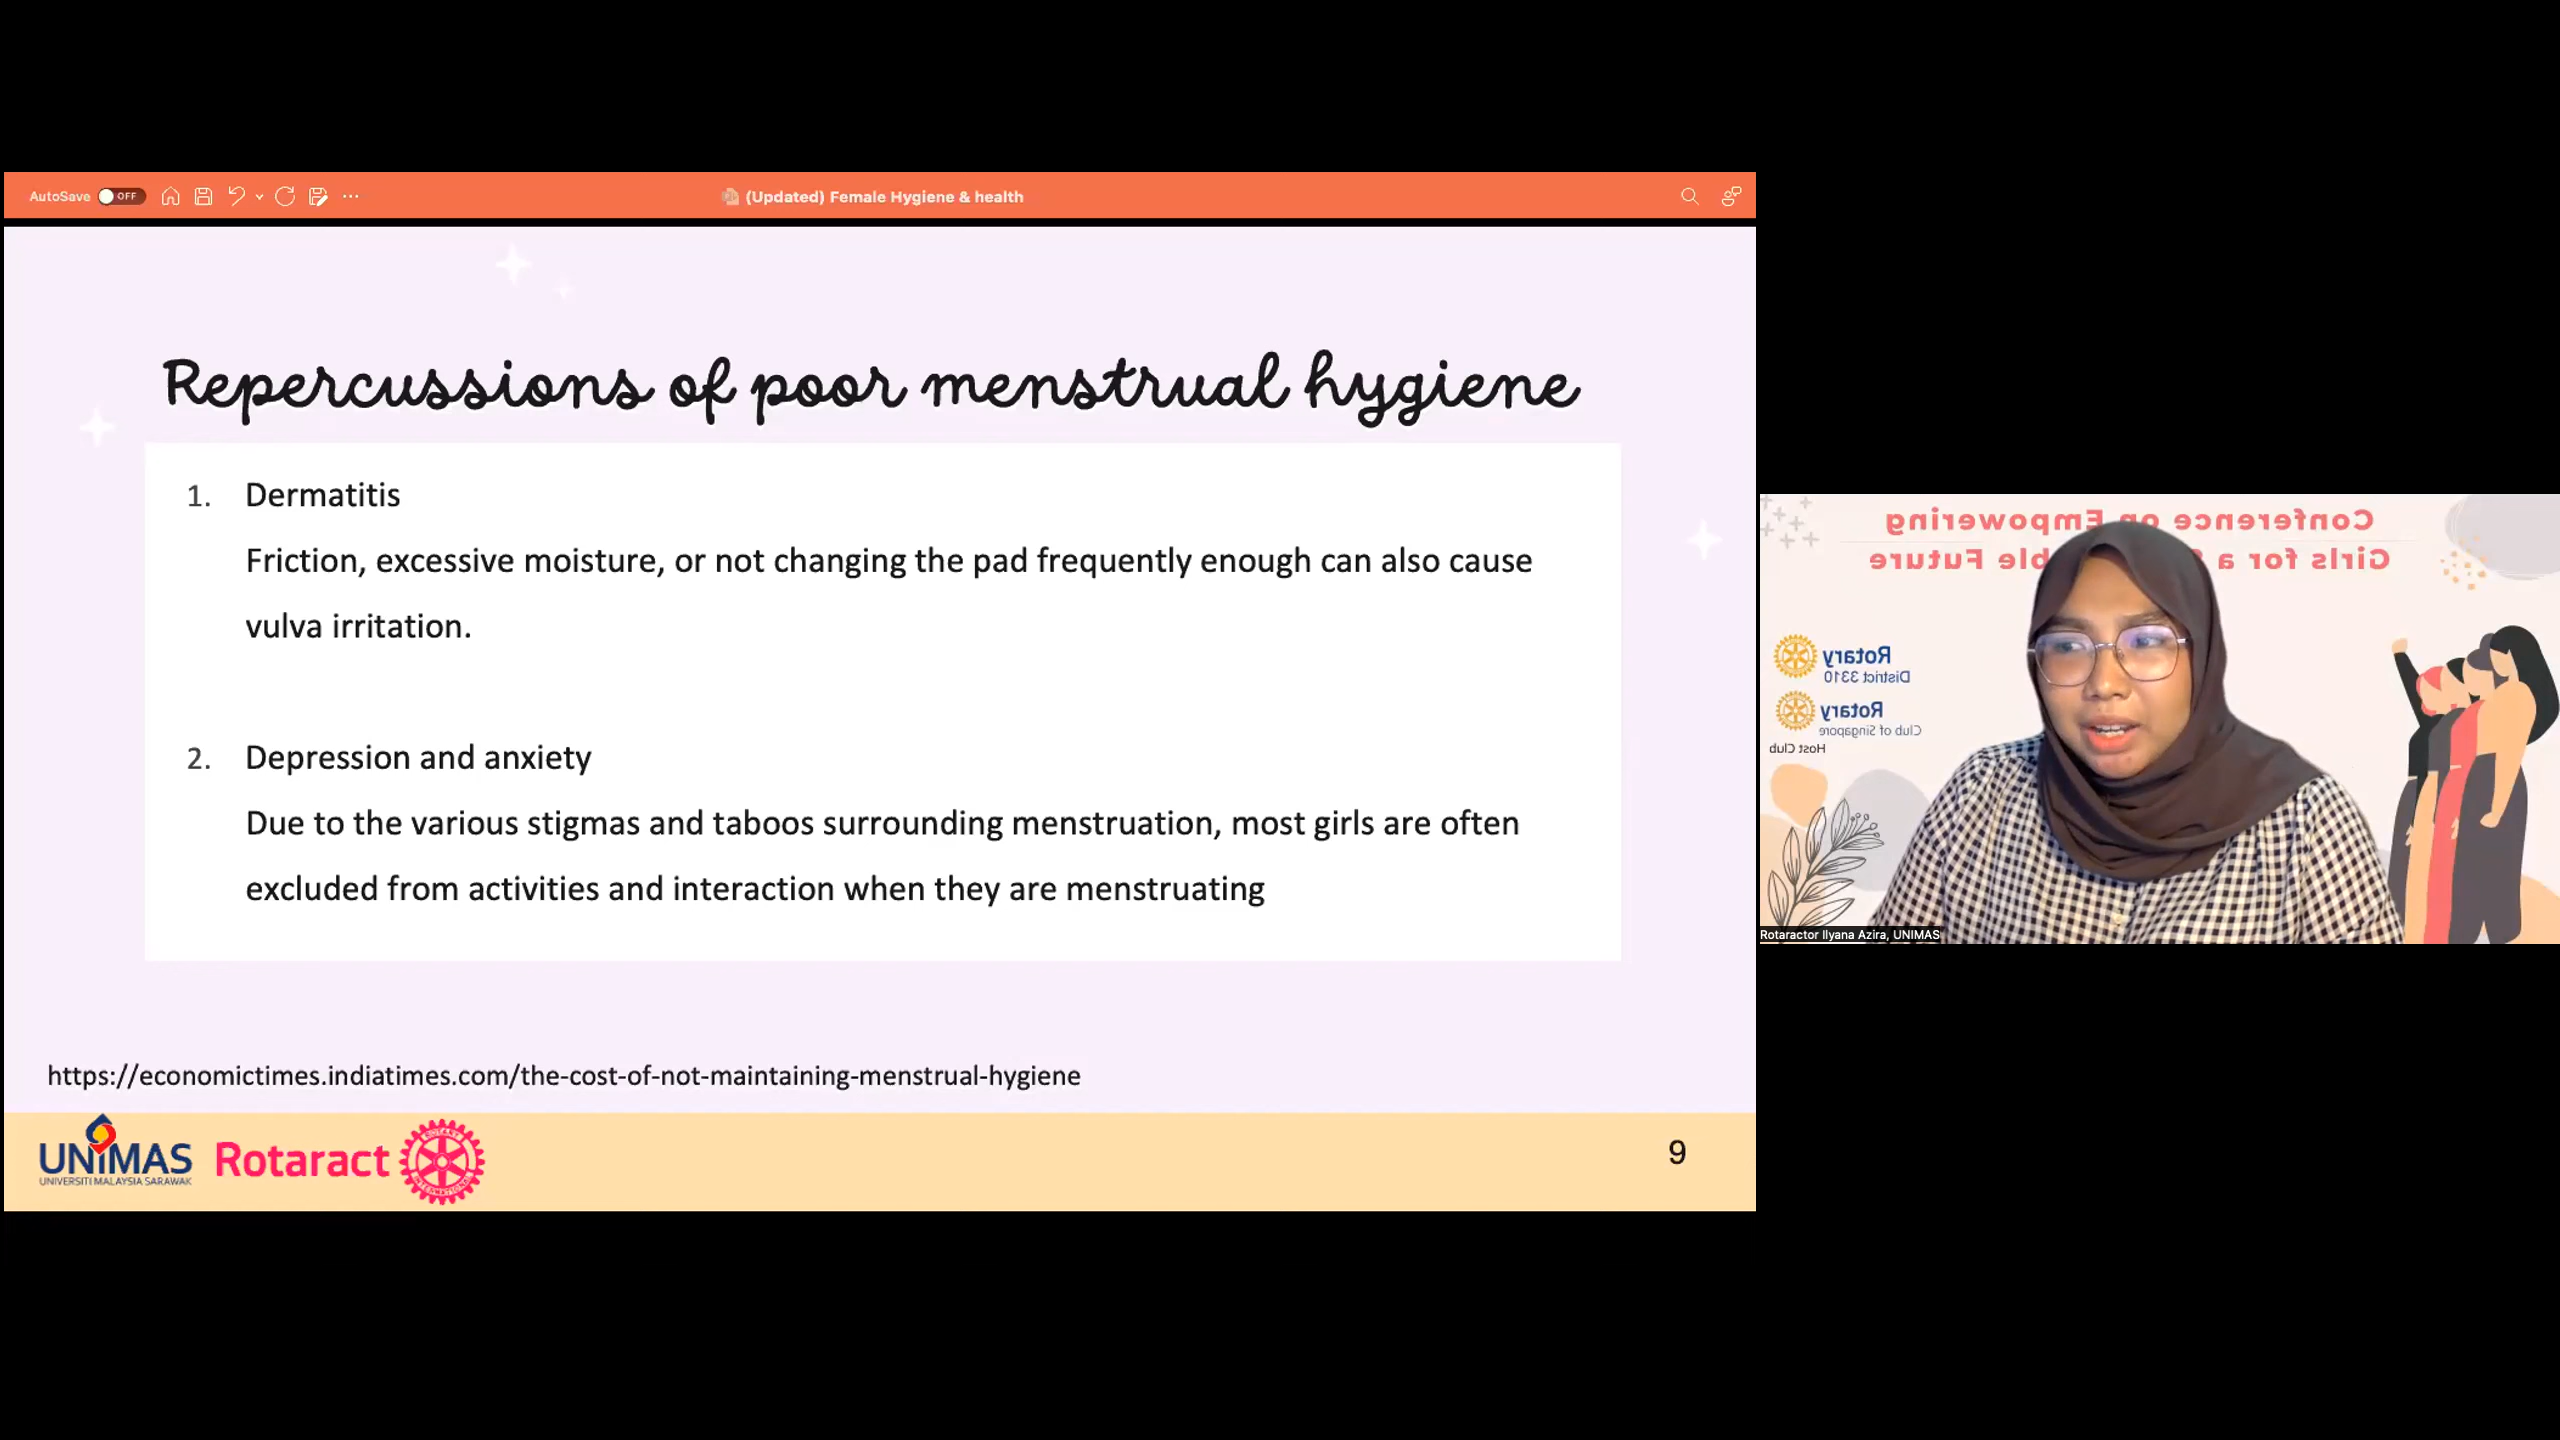 AutoSave OFF
(Updated) Female Hygiene & health
Repercussions of poor menstrual hygiene
1. Dermatitis
Friction, excessive moisture, or not changing the pad frequently enough can also cause
vulva irritation.
2. Depression and anxiety
Due to the various stigmas and taboos surrounding menstruation, most girls are often
excluded from activities and interaction when they are menstruating
https://economictimes.indiatimes.com/the-cost-of-not-maintaining-menstrual-hygiene
UNIMAS
UNIVERSITI MALAYSIA SARAWAK
Rotaract
9
Conference on Empowering
Girls for a ble Future
Rotary
District 3310
Rotary
Club of Singapore
Host Club
Rotaractor Ilyana Azira, UNIMAS